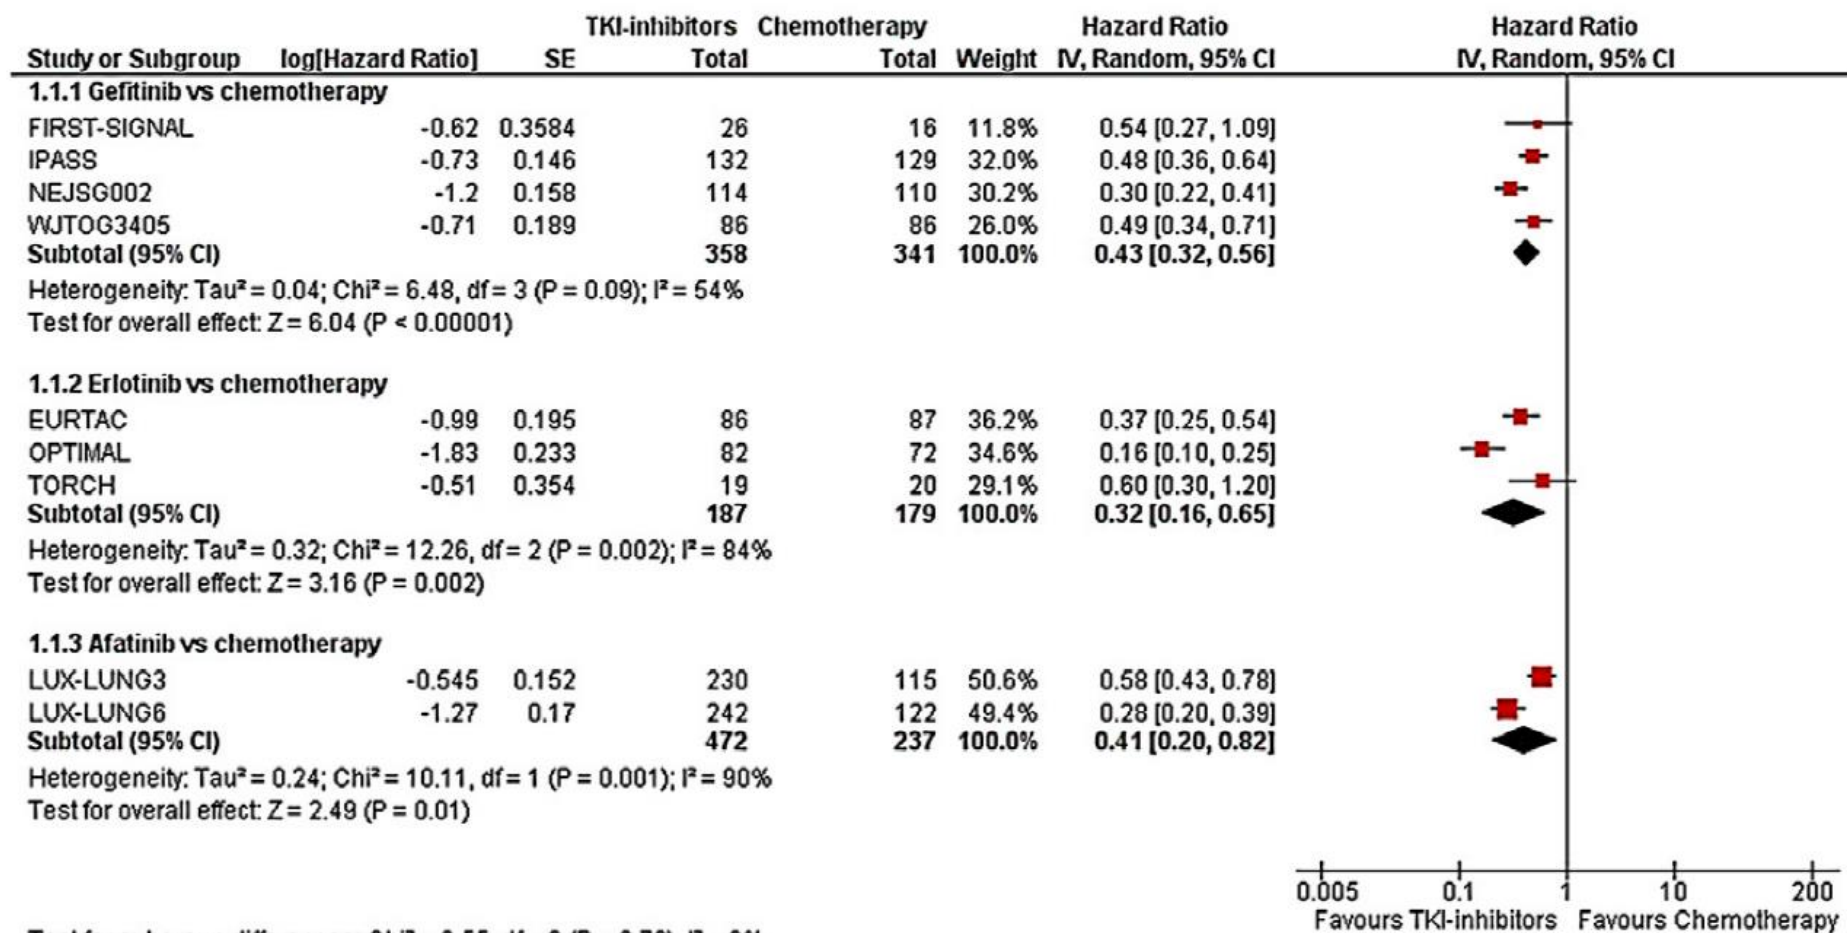 TKI-inhibitors Chemotherapy Hazard Ratio Hazard Ratio
Study or Subgroup log[Hazard Ratio] SE Total Total Weight IV, Random, 95% CI IV, Random, 95% CI
1.1.1 Gefitinib vs chemotherapy
FIRST-SIGNAL -0.62 0.3584 26 16 11.8% 0.54 [0.27, 1.09]
IPASS -0.73 0.146 132 129 32.0% 0.48 [0.36, 0.64]
NEJSG002 -1.2 0.158 114 110 30.2% 0.30 [0.22, 0.41]
WJTOG3405 -0.71 0.189 86 86 26.0% 0.49 [0.34, 0.71]
Subtotal (95% CI) 358 341 100.0% 0.43 [0.32, 0.56]
Heterogeneity: Tau² = 0.04; Chi² = 6.48, df = 3 (P = 0.09); I² = 54%
Test for overall effect: Z = 6.04 (P < 0.00001)
1.1.2 Erlotinib vs chemotherapy
EURTAC -0.99 0.195 86 87 36.2% 0.37 [0.25, 0.54]
OPTIMAL -1.83 0.233 82 72 34.6% 0.16 [0.10, 0.25]
TORCH -0.51 0.354 19 20 29.1% 0.60 [0.30, 1.20]
Subtotal (95% CI) 187 179 100.0% 0.32 [0.16, 0.65]
Heterogeneity: Tau² = 0.32; Chi² = 12.26, df = 2 (P = 0.002); I² = 84%
Test for overall effect: Z = 3.16 (P = 0.002)
1.1.3 Afatinib vs chemotherapy
LUX-LUNG3 -0.545 0.152 230 115 50.6% 0.58 [0.43, 0.78]
LUX-LUNG6 -1.27 0.17 242 122 49.4% 0.28 [0.20, 0.39]
Subtotal (95% CI) 472 237 100.0% 0.41 [0.20, 0.82]
Heterogeneity: Tau² = 0.24; Chi² = 10.11, df = 1 (P = 0.001); I² = 90%
Test for overall effect: Z = 2.49 (P = 0.01)
0.005 0.1 1 10 200
Favours TKI-inhibitors Favours Chemotherapy